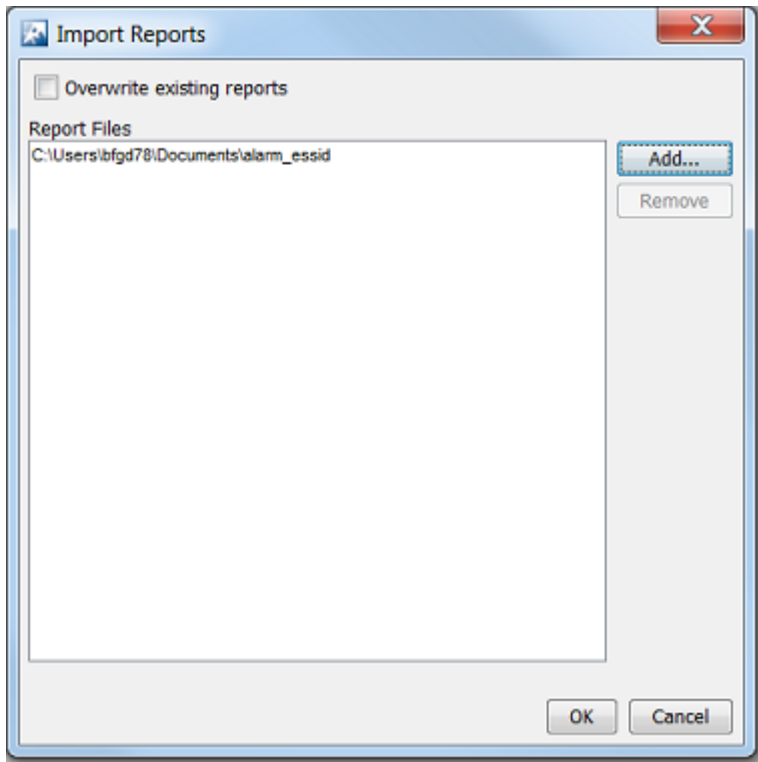 Import Reports
Overwrite existing reports
Report Files
C:\Users\bfgd78\Documents\alarm_essid
Add...
Remove
OK
Cancel